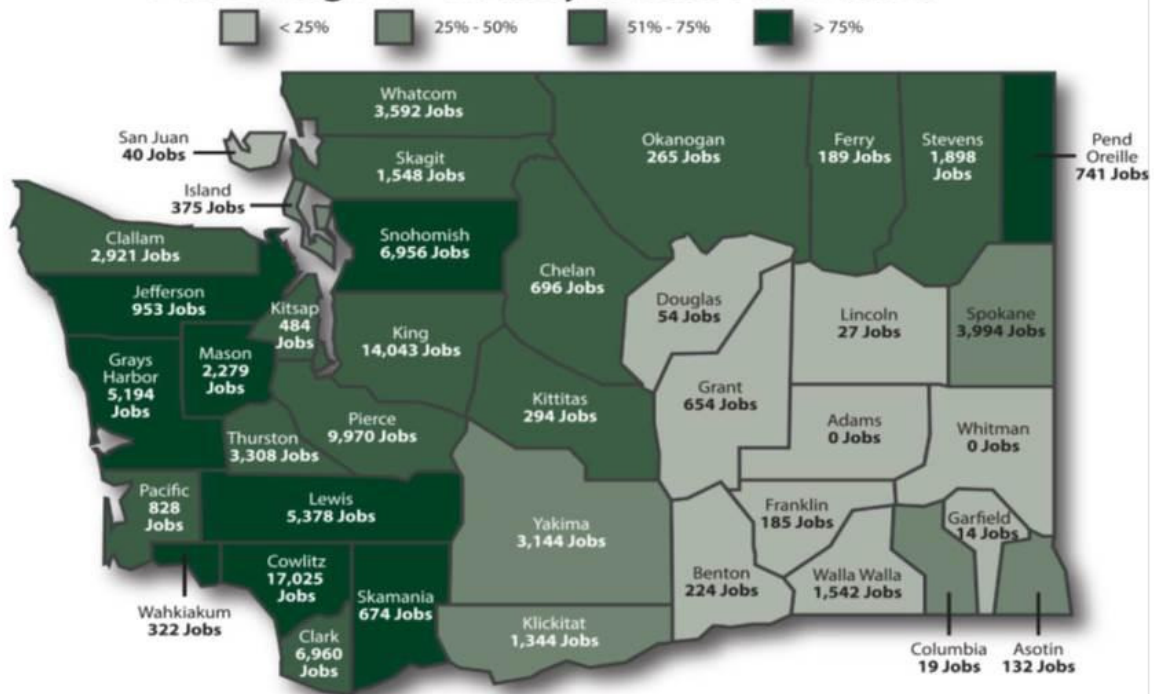 < 25%
25% - 50%
51% - 75%
> 75%
Whatcom
3,592 Jobs
San Juan
40 Jobs
Skagit
1,548 Jobs
Okanogan
265 Jobs
Ferry
189 Jobs
Stevens
1,898
Jobs
Pend
Oreille
741 Jobs
Island
375 Jobs
Clallam
2,921 Jobs
Snohomish
6,956 Jobs
Chelan
696 Jobs
Jefferson
953 Jobs
Kitsap
484
Jobs
King
14,043 Jobs
Douglas
54 Jobs
Lincoln
27 Jobs
Spokane
3,994 Jobs
Grays
Harbor
5,194
Jobs
Mason
2,279
Jobs
Kittitas
294 Jobs
Grant
654 Jobs
Adams
0 Jobs
Whitman
0 Jobs
Thurston
3,308 Jobs
Pierce
9,970 Jobs
Pacific
828
Jobs
Lewis
5,378 Jobs
Yakima
3,144 Jobs
Franklin
185 Jobs
Garfield
14 Jobs
Wahkiakum
322 Jobs
Cowlitz
17,025
Jobs
Skamania
674 Jobs
Benton
224 Jobs
Walla Walla
1,542 Jobs
Clark
6,960
Jobs
Klickitat
1,344 Jobs
Columbia
19 Jobs
Asotin
132 Jobs